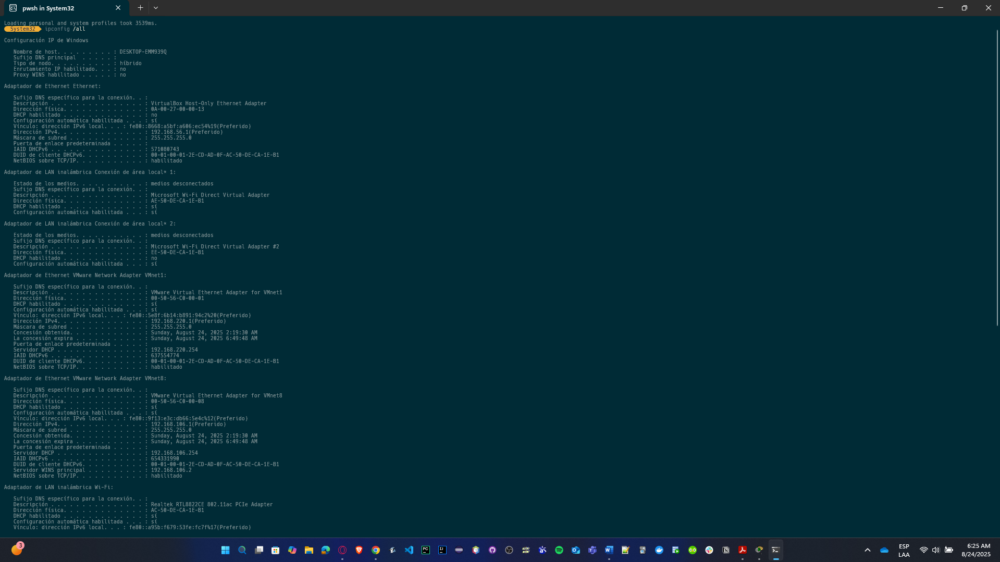 pwsh in System32
Loading personal and system profiles took 3539ms.
System32 ipconfig /all
Configuración IP de Windows
Nombre de host. . . . . . . . . : DESKTOP-EMM939Q
Sufijo DNS principal  . . . . . :
Tipo de nodo. . . . . . . . . . : híbrido
Enrutamiento IP habilitado. . . : no
Proxy WINS habilitado . . . . . : no
Adaptador de Ethernet Ethernet:
Sufijo DNS específico para la conexión. . :
Descripción . . . . . . . . . . . . . . . : VirtualBox Host-Only Ethernet Adapter
Dirección física. . . . . . . . . . . . . : 0A-00-27-00-00-13
DHCP habilitado . . . . . . . . . . . . . : no
Configuración automática habilitada . . . : sí
Vínculo: dirección IPv6 local. . . : fe80::8668:a5bf:a606:ec54%19(Preferido)
Dirección IPv4. . . . . . . . . . . . . . : 192.168.56.1(Preferido)
Máscara de subred . . . . . . . . . . . . : 255.255.255.0
Puerta de enlace predeterminada . . . . . :
IAID DHCPv6 . . . . . . . . . . . . . . . : 571080743
DUID de cliente DHCPv6. . . . . . . . . . : 00-01-00-01-2E-CD-AD-0F-AC-50-DE-CA-1E-B1
NetBIOS sobre TCP/IP. . . . . . . . . . . : habilitado
Adaptador de LAN inalámbrica Conexión de área local* 1:
Estado de los medios. . . . . . . . . . . : medios desconectados
Sufijo DNS específico para la conexión. . :
Descripción . . . . . . . . . . . . . . . : Microsoft Wi-Fi Direct Virtual Adapter
Dirección física. . . . . . . . . . . . . : AE-50-DE-CA-1E-B1
DHCP habilitado . . . . . . . . . . . . . : sí
Configuración automática habilitada . . . : sí
Adaptador de LAN inalámbrica Conexión de área local* 2:
Estado de los medios. . . . . . . . . . . : medios desconectados
Sufijo DNS específico para la conexión. . :
Descripción . . . . . . . . . . . . . . . : Microsoft Wi-Fi Direct Virtual Adapter #2
Dirección física. . . . . . . . . . . . . : EE-50-DE-CA-1E-B1
DHCP habilitado . . . . . . . . . . . . . : no
Configuración automática habilitada . . . : sí
Adaptador de Ethernet VMware Network Adapter VMnet1:
Sufijo DNS específico para la conexión. . :
Descripción . . . . . . . . . . . . . . . : VMware Virtual Ethernet Adapter for VMnet1
Dirección física. . . . . . . . . . . . . : 00-50-56-C0-00-01
DHCP habilitado . . . . . . . . . . . . . : sí
Configuración automática habilitada . . . : sí
Vínculo: dirección IPv6 local. . . : fe80::5e8f:6b14:b891:94c2%20(Preferido)
Dirección IPv4. . . . . . . . . . . . . . : 192.168.220.1(Preferido)
Máscara de subred . . . . . . . . . . . . : 255.255.255.0
Concesión obtenida. . . . . . . . . . . . : Sunday, August 24, 2025 2:19:30 AM
La concesión expira . . . . . . . . . . . : Sunday, August 24, 2025 6:49:48 AM
Puerta de enlace predeterminada . . . . . :
Servidor DHCP . . . . . . . . . . . . . . : 192.168.220.254
IAID DHCPv6 . . . . . . . . . . . . . . . : 637554774
DUID de cliente DHCPv6. . . . . . . . . . : 00-01-00-01-2E-CD-AD-0F-AC-50-DE-CA-1E-B1
NetBIOS sobre TCP/IP. . . . . . . . . . . : habilitado
Adaptador de Ethernet VMware Network Adapter VMnet8:
Sufijo DNS específico para la conexión. . :
Descripción . . . . . . . . . . . . . . . : VMware Virtual Ethernet Adapter for VMnet8
Dirección física. . . . . . . . . . . . . : 00-50-56-C0-00-08
DHCP habilitado . . . . . . . . . . . . . : sí
Configuración automática habilitada . . . : sí
Vínculo: dirección IPv6 local. . . : fe80::9f13:e3c:db66:5e4c%12(Preferido)
Dirección IPv4. . . . . . . . . . . . . . : 192.168.106.1(Preferido)
Máscara de subred . . . . . . . . . . . . : 255.255.255.0
Concesión obtenida. . . . . . . . . . . . : Sunday, August 24, 2025 2:19:30 AM
La concesión expira . . . . . . . . . . . : Sunday, August 24, 2025 6:49:48 AM
Puerta de enlace predeterminada . . . . . :
Servidor DHCP . . . . . . . . . . . . . . : 192.168.106.254
IAID DHCPv6 . . . . . . . . . . . . . . . : 654331990
DUID de cliente DHCPv6. . . . . . . . . . : 00-01-00-01-2E-CD-AD-0F-AC-50-DE-CA-1E-B1
Servidor WINS principal . . . . . . . . . : 192.168.106.2
NetBIOS sobre TCP/IP. . . . . . . . . . . : habilitado
Adaptador de LAN inalámbrica Wi-Fi:
Sufijo DNS específico para la conexión. . :
Descripción . . . . . . . . . . . . . . . : Realtek RTL8822CE 802.11ac PCIe Adapter
Dirección física. . . . . . . . . . . . . : AC-50-DE-CA-1E-B1
DHCP habilitado . . . . . . . . . . . . . : sí
Configuración automática habilitada . . . : sí
Vínculo: dirección IPv6 local. . . : fe80::a95b:f679:53fe:fc7f%17(Preferido)
3
ESP
LAA
6:25 AM
8/24/2025